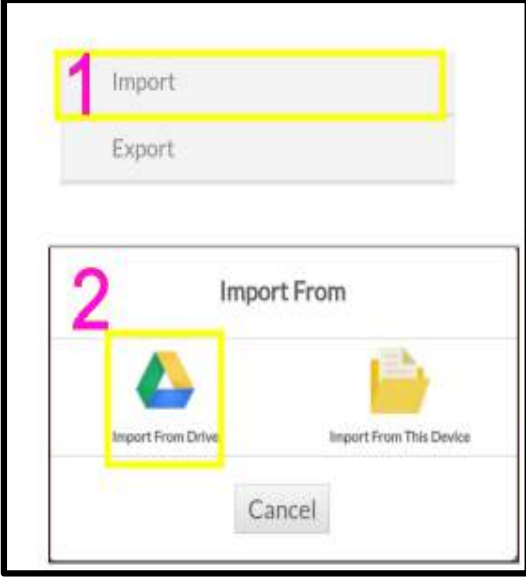 1 Import
Export
2 Import From
Import From Drive Import From This Device
Cancel